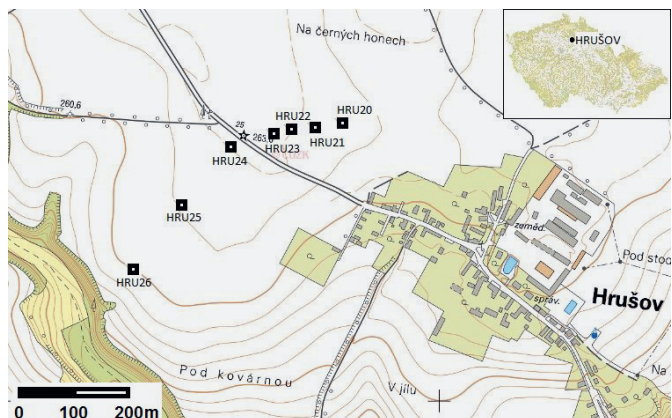 HRUŠOV
Na černých honech
260,6
25
263,0
HRU20
HRU22
HRU21
HRU23
HRU24
HRU25
HRU26
zeměd.
Pod stod
správ.
Hrušov
Na
Pod kovárnou
V jílu
0 100 200m